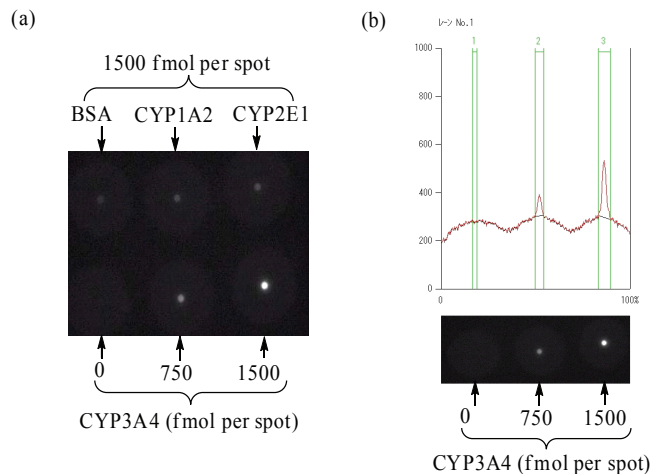 (a)
1500 fmol per spot
BSA CYP1A2 CYP2E1
0 750 1500
CYP3A4 (fmol per spot)
(b)
レーン No.1
1 2 3
1000
800
600
400
200
0
0 100%
0 750 1500
CYP3A4 (fmol per spot)